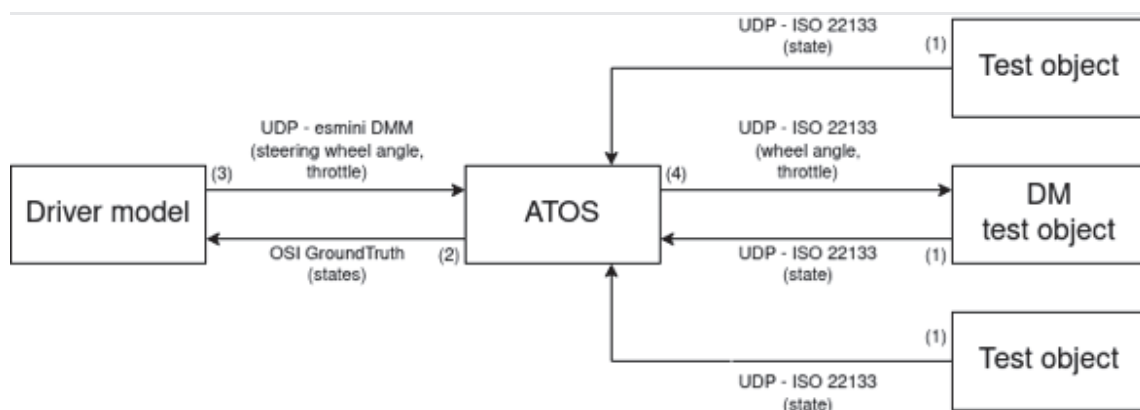 UDP - ISO 22133
(state)
(1)
Test object
UDP - esmini DMM
(steering wheel angle,
throttle)
(3)
UDP - ISO 22133
(wheel angle,
throttle)
(4)
Driver model
ATOS
DM
test object
OSI GroundTruth
(states)
(2)
UDP - ISO 22133
(state)
(1)
(1)
Test object
UDP - ISO 22133
(state)